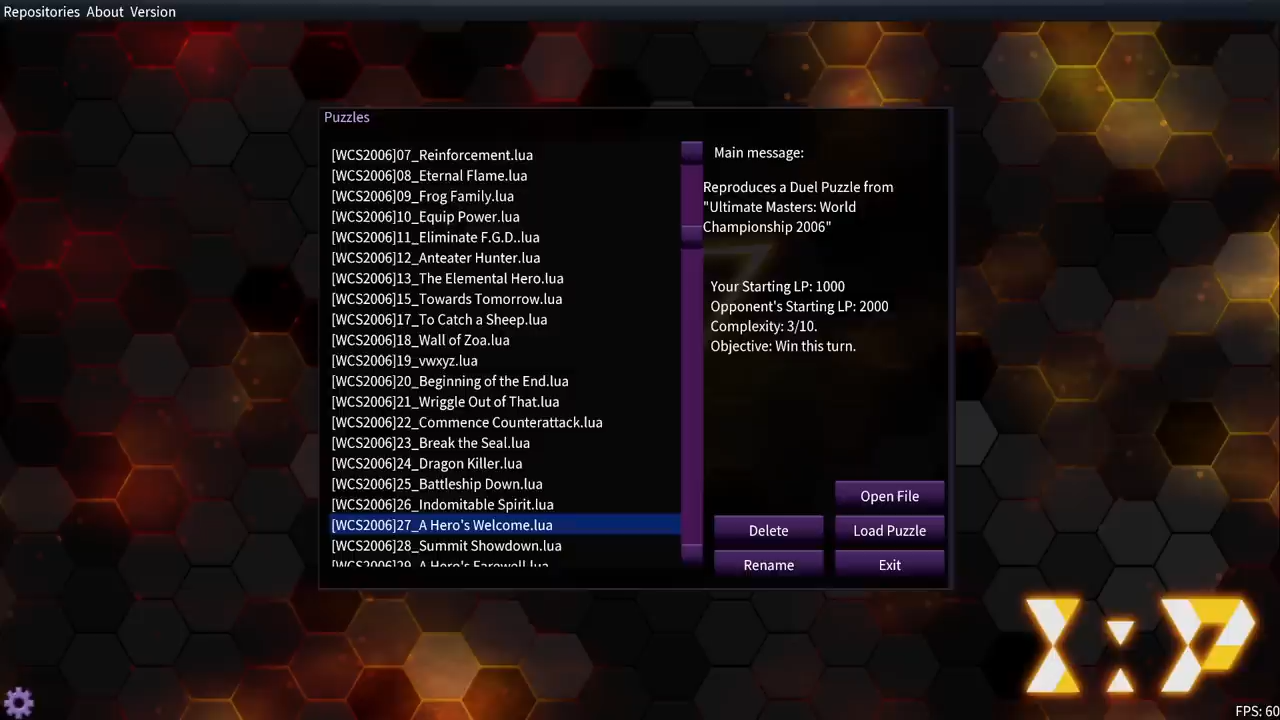 Repositories About Version
Puzzles
[WCS2006]07_Reinforcement.lua
[WCS2006]08_Eternal Flame.lua
[WCS2006]09_Frog Family.lua
[WCS2006]10_Equip Power.lua
[WCS2006]11_Eliminate F.G.D..lua
[WCS2006]12_Anteater Hunter.lua
[WCS2006]13_The Elemental Hero.lua
[WCS2006]15_Towards Tomorrow.lua
[WCS2006]17_To Catch a Sheep.lua
[WCS2006]18_Wall of Zoa.lua
[WCS2006]19_vwxyz.lua
[WCS2006]20_Beginning of the End.lua
[WCS2006]21_Wriggle Out of That.lua
[WCS2006]22_Commence Counterattack.lua
[WCS2006]23_Break the Seal.lua
[WCS2006]24_Dragon Killer.lua
[WCS2006]25_Battleship Down.lua
[WCS2006]26_Indomitable Spirit.lua
[WCS2006]27_A Hero's Welcome.lua
[WCS2006]28_Summit Showdown.lua
[WCS2006]29_A Hero's Farewell.lua
Main message:
Reproduces a Duel Puzzle from
"Ultimate Masters: World
Championship 2006"
Your Starting LP: 1000
Opponent's Starting LP: 2000
Complexity: 3/10.
Objective: Win this turn.
Open File
Delete
Load Puzzle
Rename
Exit
FPS: 60